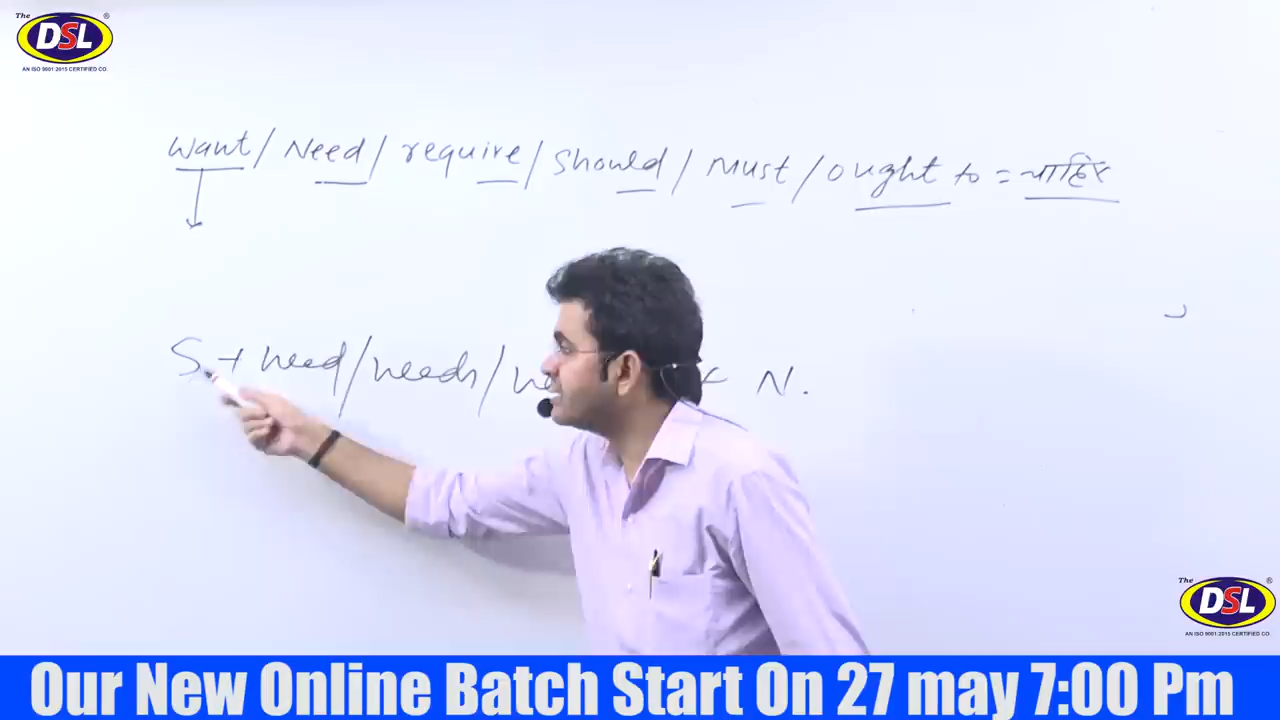 The DSL ®
AN ISO 9001:2015 CERTIFIED CO.
Want / Need / require / Should / Must / ought to = चाहिए
S + need / needs / + N.
The DSL ®
AN ISO 9001:2015 CERTIFIED CO.
Our New Online Batch Start On 27 may 7:00 Pm